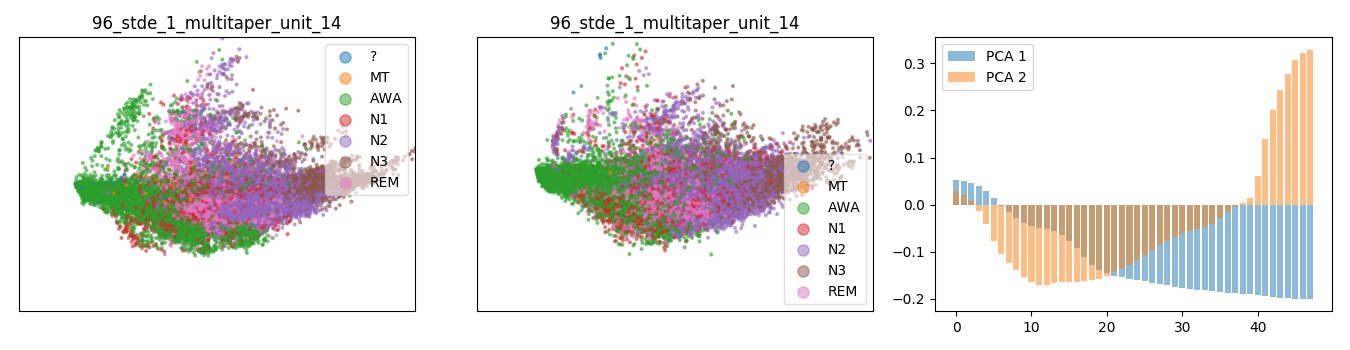 96_stde_1_multitaper_unit_14
?
MT
AWA
N1
N2
N3
REM
96_stde_1_multitaper_unit_14
?
MT
AWA
N1
N2
N3
REM
PCA 1
PCA 2
0.3
0.2
0.1
0.0
−0.1
−0.2
0 10 20 30 40